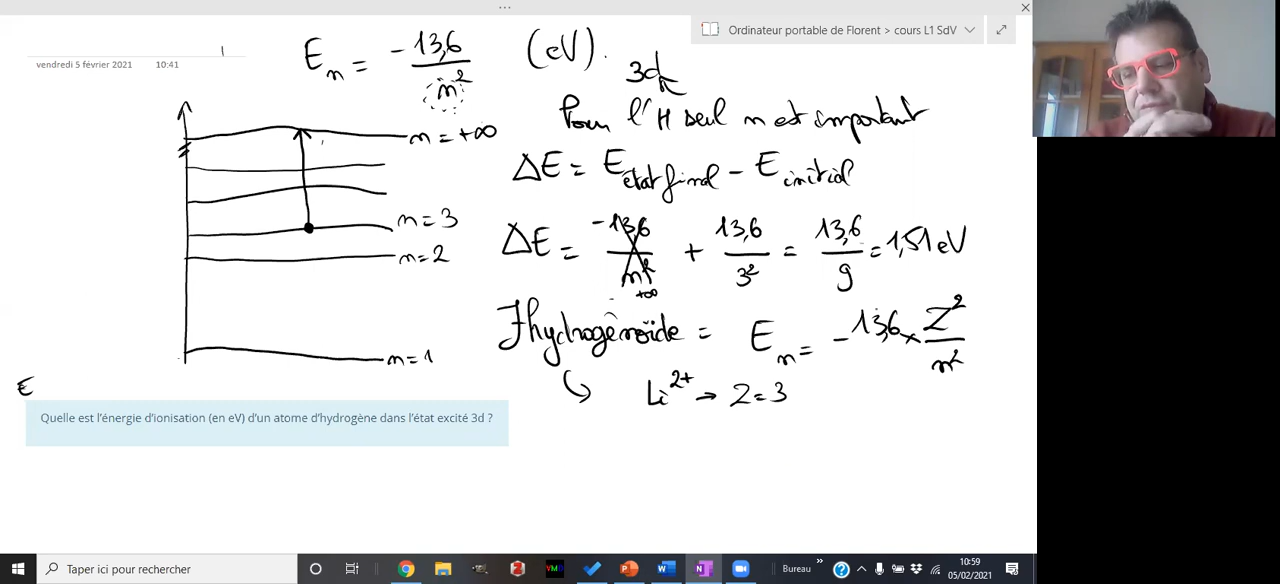 Ordinateur portable de Florent > cours L1 SdV
vendredi 5 février 2021 10:41
E n = -13,6 / n² (eV).
3d
Pour l'H seul n est important
n = +∞
ΔE = E état final - E initial
n = 3
n = 2
ΔE = -13,6 / n² +∞ + 13,6 / 3² = 13,6 / 9 = 1,51 eV
hydrogénoïde = E n = -13,6 × Z² / n²
n = 1
Li 2+ → Z = 3
€
Quelle est l'énergie d'ionisation (en eV) d'un atome d'hydrogène dans l'état excité 3d ?
Taper ici pour rechercher
YMD
Bureau »
10:59
05/02/2021